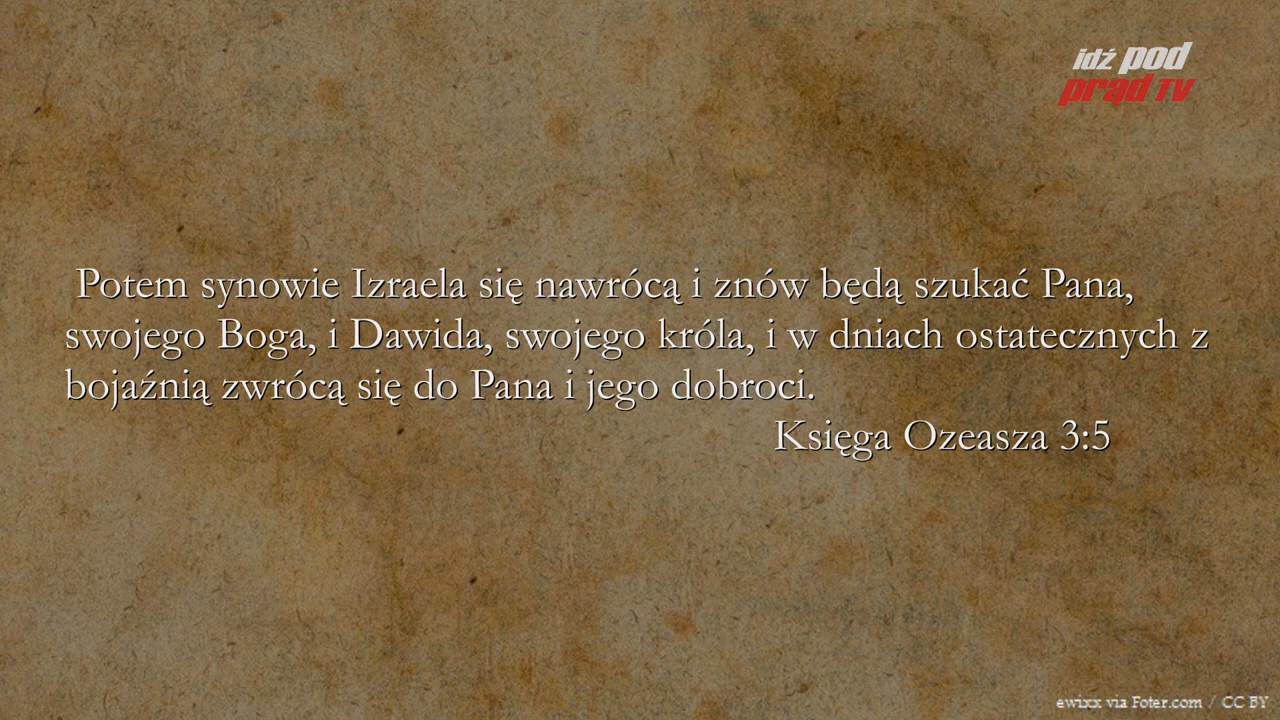 idź pod
prąd TV
Potem synowie Izraela się nawrócą i znów będą szukać Pana,
swojego Boga, i Dawida, swojego króla, i w dniach ostatecznych z
bojaźnią zwrócą się do Pana i jego dobroci.
Księga Ozeasza 3:5
ewixx via Foter.com / CC BY